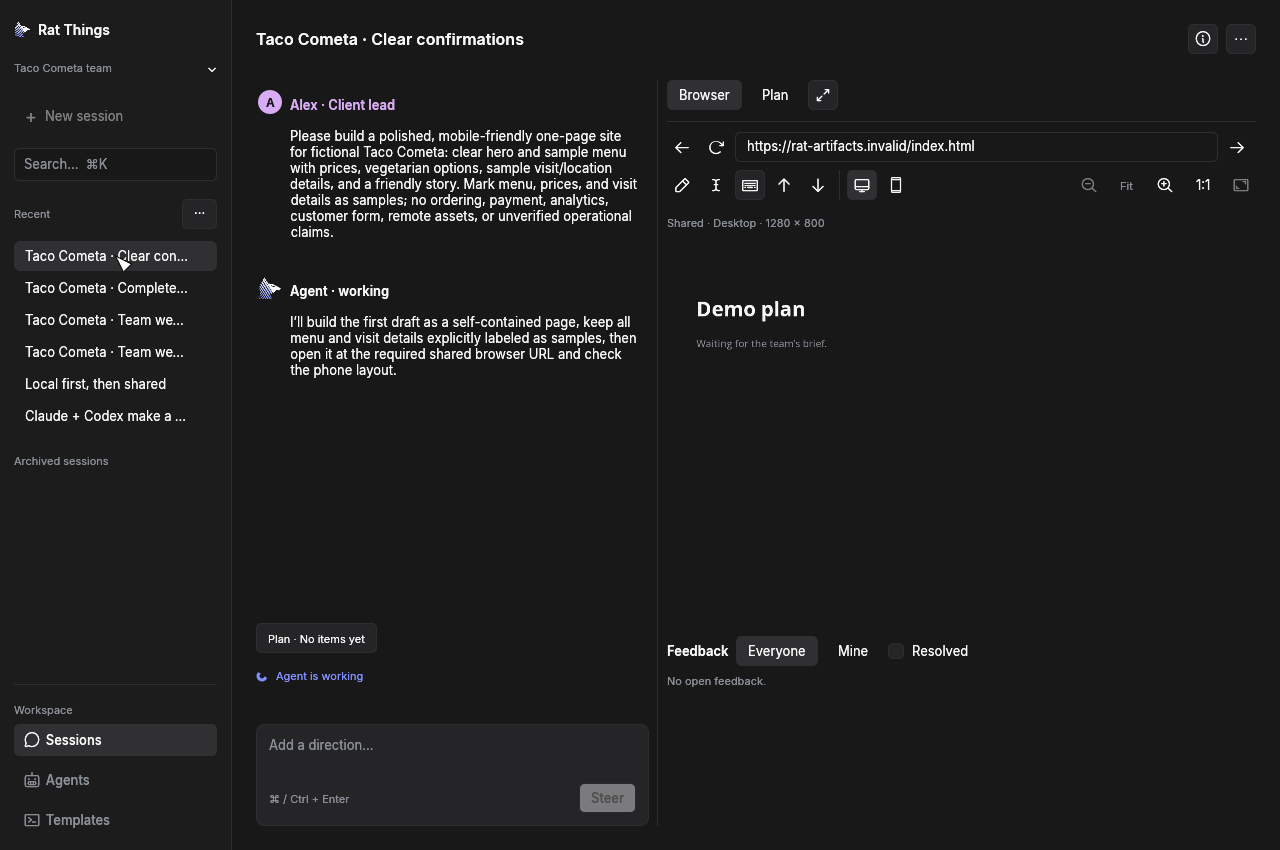 Rat Things
Taco Cometa team
+ New session
Search... ⌘K
Recent
Taco Cometa · Clear con...
Taco Cometa · Complete...
Taco Cometa · Team we...
Taco Cometa · Team we...
Local first, then shared
Claude + Codex make a ...
Archived sessions
Workspace
Sessions
Agents
Templates
Taco Cometa · Clear confirmations
A
Alex · Client lead
Please build a polished, mobile-friendly one-page site
for fictional Taco Cometa: clear hero and sample menu
with prices, vegetarian options, sample visit/location
details, and a friendly story. Mark menu, prices, and visit
details as samples; no ordering, payment, analytics,
customer form, remote assets, or unverified operational
claims.
Agent · working
I'll build the first draft as a self-contained page, keep all
menu and visit details explicitly labeled as samples, then
open it at the required shared browser URL and check
the phone layout.
Plan · No items yet
Agent is working
Add a direction...
⌘ / Ctrl + Enter
Steer
Browser
Plan
https://rat-artifacts.invalid/index.html
Fit
1:1
Shared · Desktop · 1280 × 800
Demo plan
Waiting for the team's brief.
Feedback
Everyone
Mine
Resolved
No open feedback.